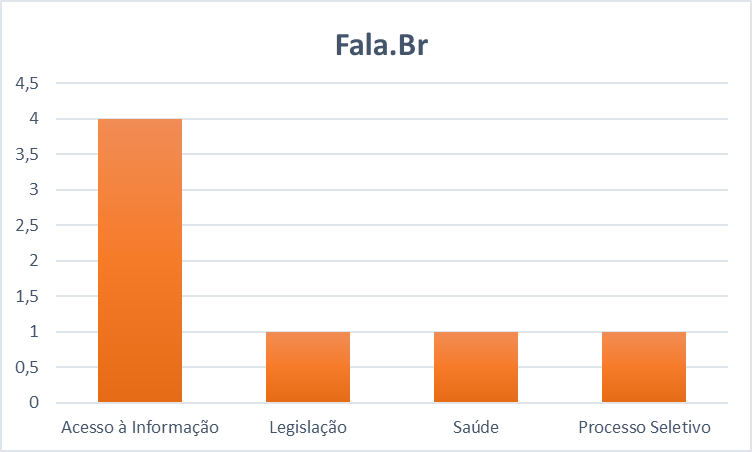 Fala.Br
4,5
4
3,5
3
2,5
2
1,5
1
0,5
0
Acesso à Informação
Legislação
Saúde
Processo Seletivo